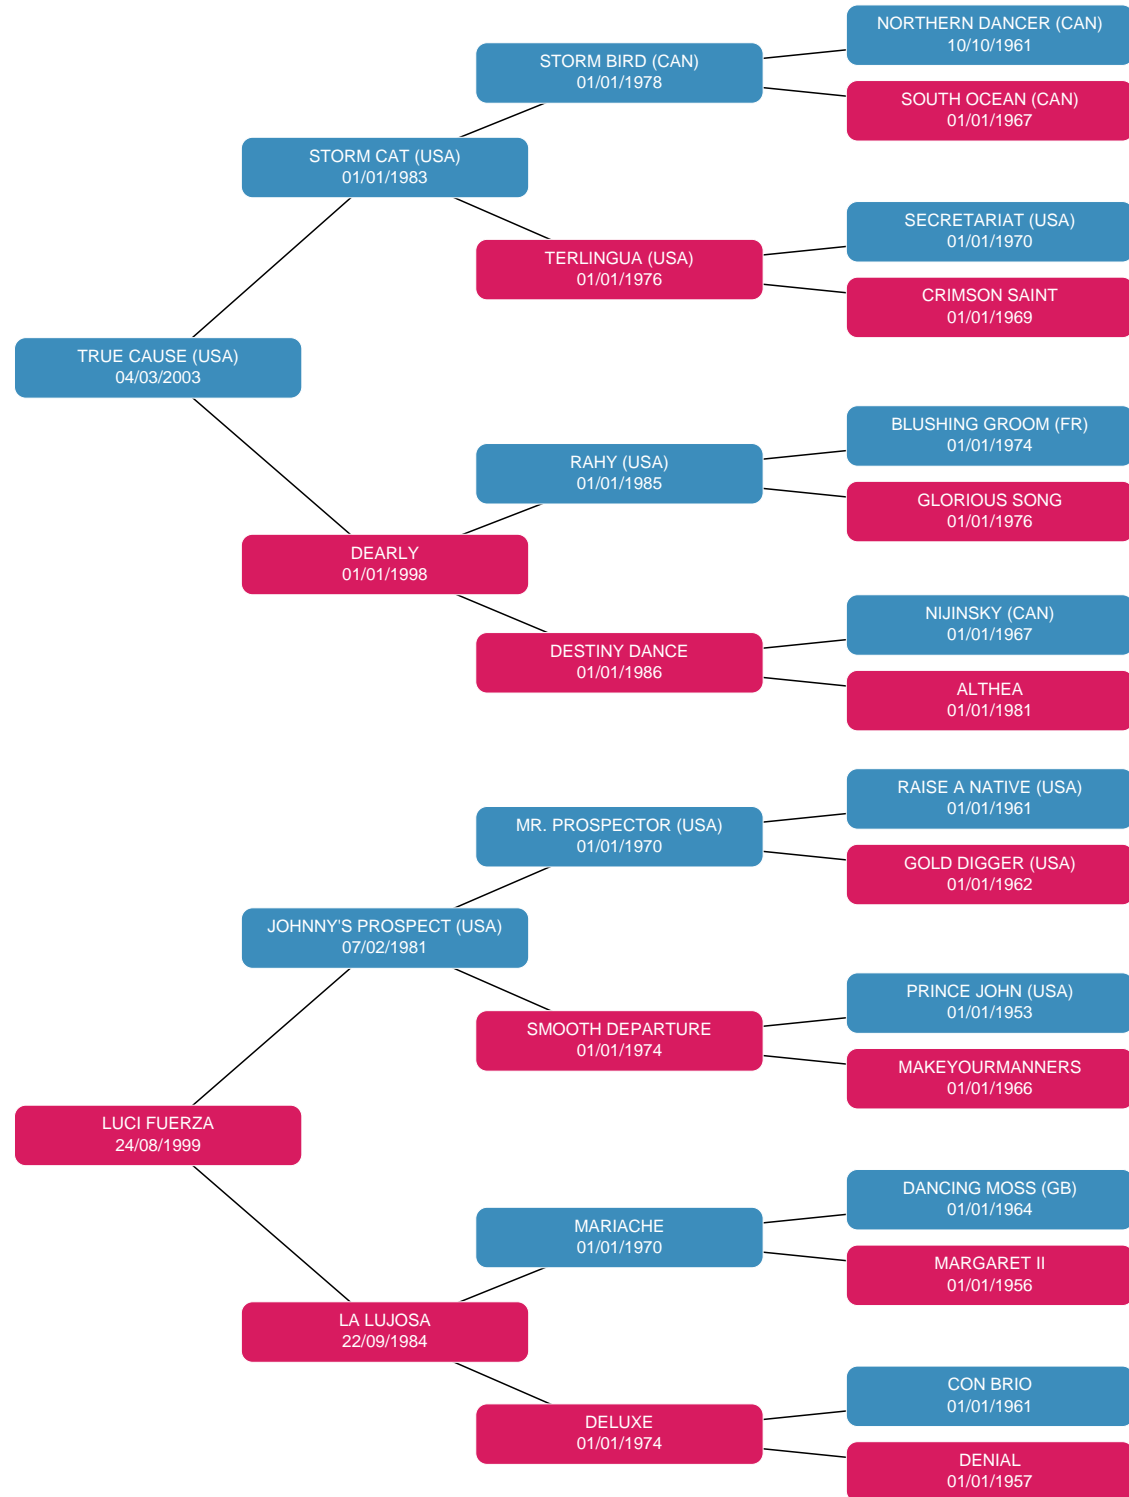 NORTHERN DANCER (CAN)
10/10/1961
STORM BIRD (CAN)
01/01/1978
SOUTH OCEAN (CAN)
01/01/1967
STORM CAT (USA)
01/01/1983
SECRETARIAT (USA)
01/01/1970
TERLINGUA (USA)
01/01/1976
CRIMSON SAINT
01/01/1969
TRUE CAUSE (USA)
04/03/2003
BLUSHING GROOM (FR)
01/01/1974
RAHY (USA)
01/01/1985
GLORIOUS SONG
01/01/1976
DEARLY
01/01/1998
NIJINSKY (CAN)
01/01/1967
DESTINY DANCE
01/01/1986
ALTHEA
01/01/1981
RAISE A NATIVE (USA)
01/01/1961
MR. PROSPECTOR (USA)
01/01/1970
GOLD DIGGER (USA)
01/01/1962
JOHNNY'S PROSPECT (USA)
07/02/1981
PRINCE JOHN (USA)
01/01/1953
SMOOTH DEPARTURE
01/01/1974
MAKEYOURMANNERS
01/01/1966
LUCI FUERZA
24/08/1999
DANCING MOSS (GB)
01/01/1964
MARIACHE
01/01/1970
MARGARET II
01/01/1956
LA LUJOSA
22/09/1984
CON BRIO
01/01/1961
DELUXE
01/01/1974
DENIAL
01/01/1957